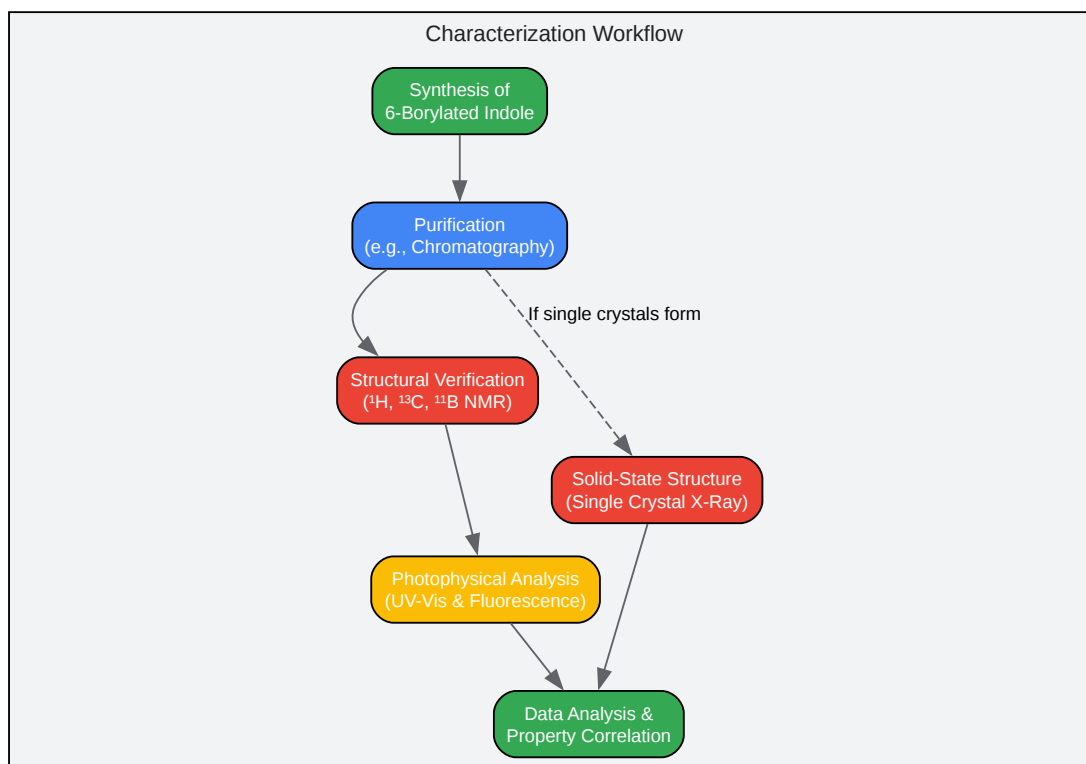 Characterization Workflow
Synthesis of
6-Borylated Indole
Purification
(e.g., Chromatography)
If single crystals form
Structural Verification
(¹H, ¹³C, ¹¹B NMR)
Solid-State Structure
(Single Crystal X-Ray)
Photophysical Analysis
(UV-Vis & Fluorescence)
Data Analysis &
Property Correlation